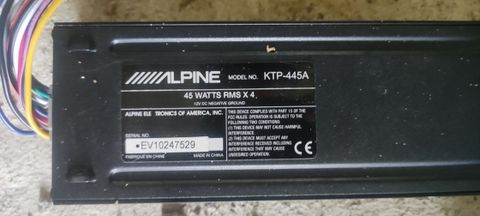 ALPINE MODEL NO. KTP-445A
45 WATTS RMS X 4
12V DC NEGATIVE GROUND
ALPINE ELE TRONICS OF AMERICA, INC.
SERIAL NO.
EV10247529
FABRIQUÉ EN CHINE MADE IN CHINA
THIS DEVICE COMPLIES WITH PART 15 OF THE
FCC RULES. OPERATION IS SUBJECT TO THE
FOLLOWING TWO CONDITIONS:
(1) THIS DEVICE MAY NOT CAUSE HARMFUL
INTERFERENCE.
(2) THIS DEVICE MUST ACCEPT ANY
INTERFERENCE RECEIVED INCLUDING
INTERFERENCE THAT MAY CAUSE
UNDESIRED OPERATION.